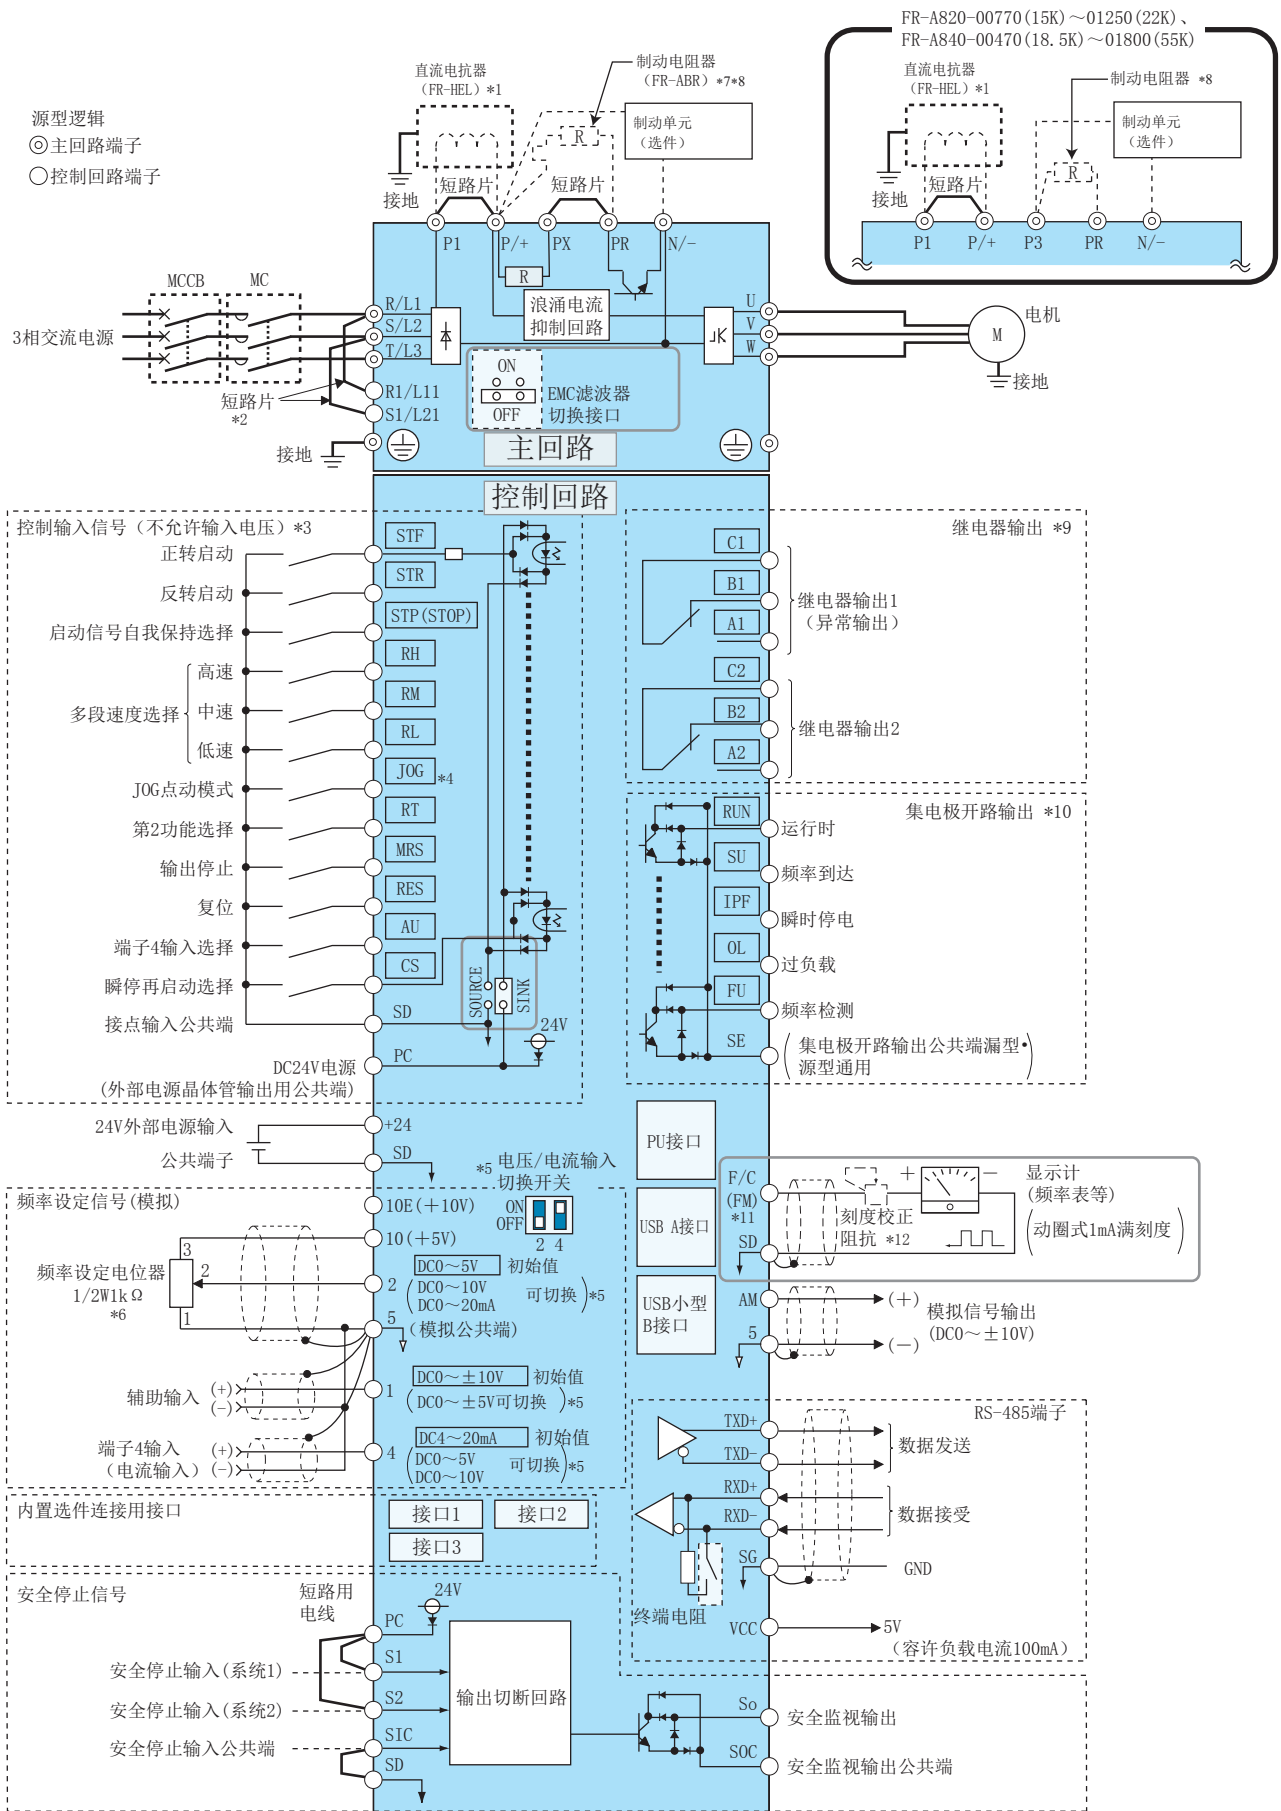 FR-A820-00770(15K)～01250(22K)、
FR-A840-00470(18.5K)～01800(55K)
直流电抗器
(FR-HEL) *1
制动电阻器
(FR-ABR) *7*8
制动单元
(选件)
R
接地
短路片
短路片
直流电抗器
(FR-HEL) *1
制动电阻器 *8
制动单元
(选件)
R
接地
短路片
P1
P/+
P3
PR
N/-
源型逻辑
主回路端子
控制回路端子
P1
P/+
PX
PR
N/-
R
MCCB
MC
3相交流电源
R/L1
S/L2
T/L3
R1/L11
S1/L21
短路片
*2
接地
浪涌电流
抑制回路
U
V
W
M
电机
接地
ON
OFF
EMC滤波器
切换接口
主回路
控制回路
控制输入信号（不允许输入电压）*3
正转启动
STF
反转启动
STR
启动信号自我保持选择
STP(STOP)
多段速度选择
高速
RH
中速
RM
低速
RL
JOG点动模式
JOG
*4
第2功能选择
RT
输出停止
MRS
复位
RES
端子4输入选择
AU
瞬停再启动选择
CS
接点输入公共端
SD
SOURCE
SINK
24V
DC24V电源
PC
(外部电源晶体管输出用公共端)
继电器输出 *9
C1
B1
A1
继电器输出1
(异常输出)
C2
B2
A2
继电器输出2
集电极开路输出 *10
RUN
运行时
SU
频率到达
IPF
瞬时停电
OL
过负载
FU
频率检测
SE
集电极开路输出公共端漏型•
源型通用
24V外部电源输入
+24
公共端子
SD
*5
电压/电流输入
切换开关
ON
OFF
2 4
频率设定信号(模拟)
10E(＋10V)
10(＋5V)
3
2
1
频率设定电位器
1/2W1kΩ
*6
2
DC0～5V
初始值
DC0～10V
DC0～20mA
可切换
*5
5
(模拟公共端)
辅助输入
(+)
(-)
1
DC0～±10V
初始值
DC0～±5V可切换
*5
端子4输入
(电流输入)
(+)
(-)
4
DC4～20mA
初始值
DC0～5V
DC0～10V
可切换
*5
PU接口
USB A接口
USB小型
B接口
F/C
(FM)
*11
SD
刻度校正
阻抗 *12
＋
－
显示计
(频率表等)
动圈式1mA满刻度
AM
5
(＋)
(－)
模拟信号输出
(DC0～±10V)
内置选件连接用接口
接口1
接口2
接口3
RS-485端子
TXD+
TXD-
数据发送
RXD+
RXD-
数据接受
SG
GND
终端电阻
VCC
5V
(容许负载电流100mA)
安全停止信号
短路用
电线
24V
PC
安全停止输入(系统1)
S1
安全停止输入(系统2)
S2
安全停止输入公共端
SIC
SD
输出切断回路
So
安全监视输出
SOC
安全监视输出公共端